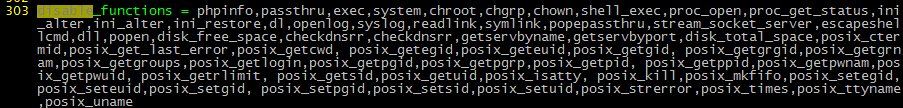 303 disable_functions = phpinfo,passthru,exec,system,chroot,chgrp,chown,shell_exec,proc_open,proc_get_status,ini
_alter,ini_alter,ini_restore,dl,openlog,syslog,readlink,symlink,popepassthru,stream_socket_server,escapeshel
lcmd,dll,popen,disk_free_space,checkdnsrr,checkdnsrr,getservbyname,getservbyport,disk_total_space,posix_cter
mid,posix_get_last_error,posix_getcwd, posix_getegid,posix_geteuid,posix_getgid, posix_getgrgid,posix_getgrn
am,posix_getgroups,posix_getlogin,posix_getpgid,posix_getpgrp,posix_getpid, posix_getppid,posix_getpwnam,pos
ix_getpwuid, posix_getrlimit, posix_getsid,posix_getuid,posix_isatty, posix_kill,posix_mkfifo,posix_setegid,
posix_seteuid,posix_setgid, posix_setpgid,posix_setsid,posix_setuid,posix_strerror,posix_times,posix_ttyname
,posix_uname